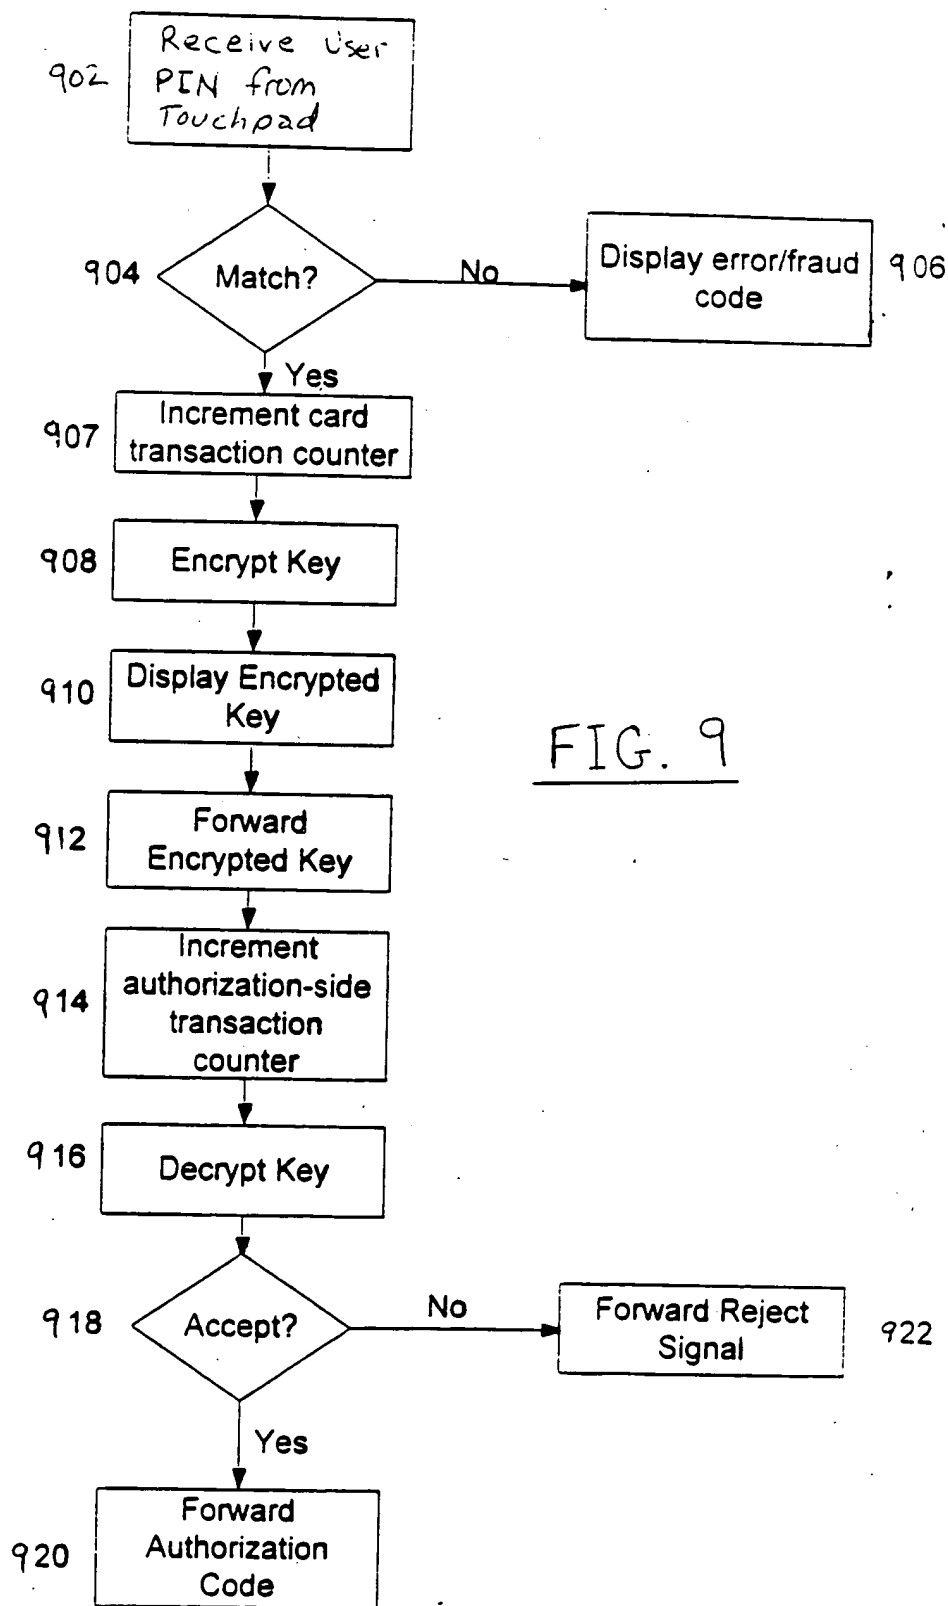 Receive User
902 PIN from
Touchpad
904 Match? No Display error/fraud 906
code
Yes
907 Increment card
transaction counter
908 Encrypt Key
910 Display Encrypted
Key
FIG. 9
912 Forward
Encrypted Key
Increment
914 authorization-side
transaction
counter
916 Decrypt Key
918 Accept? No Forward Reject 922
Signal
Yes
Forward
920 Authorization
Code